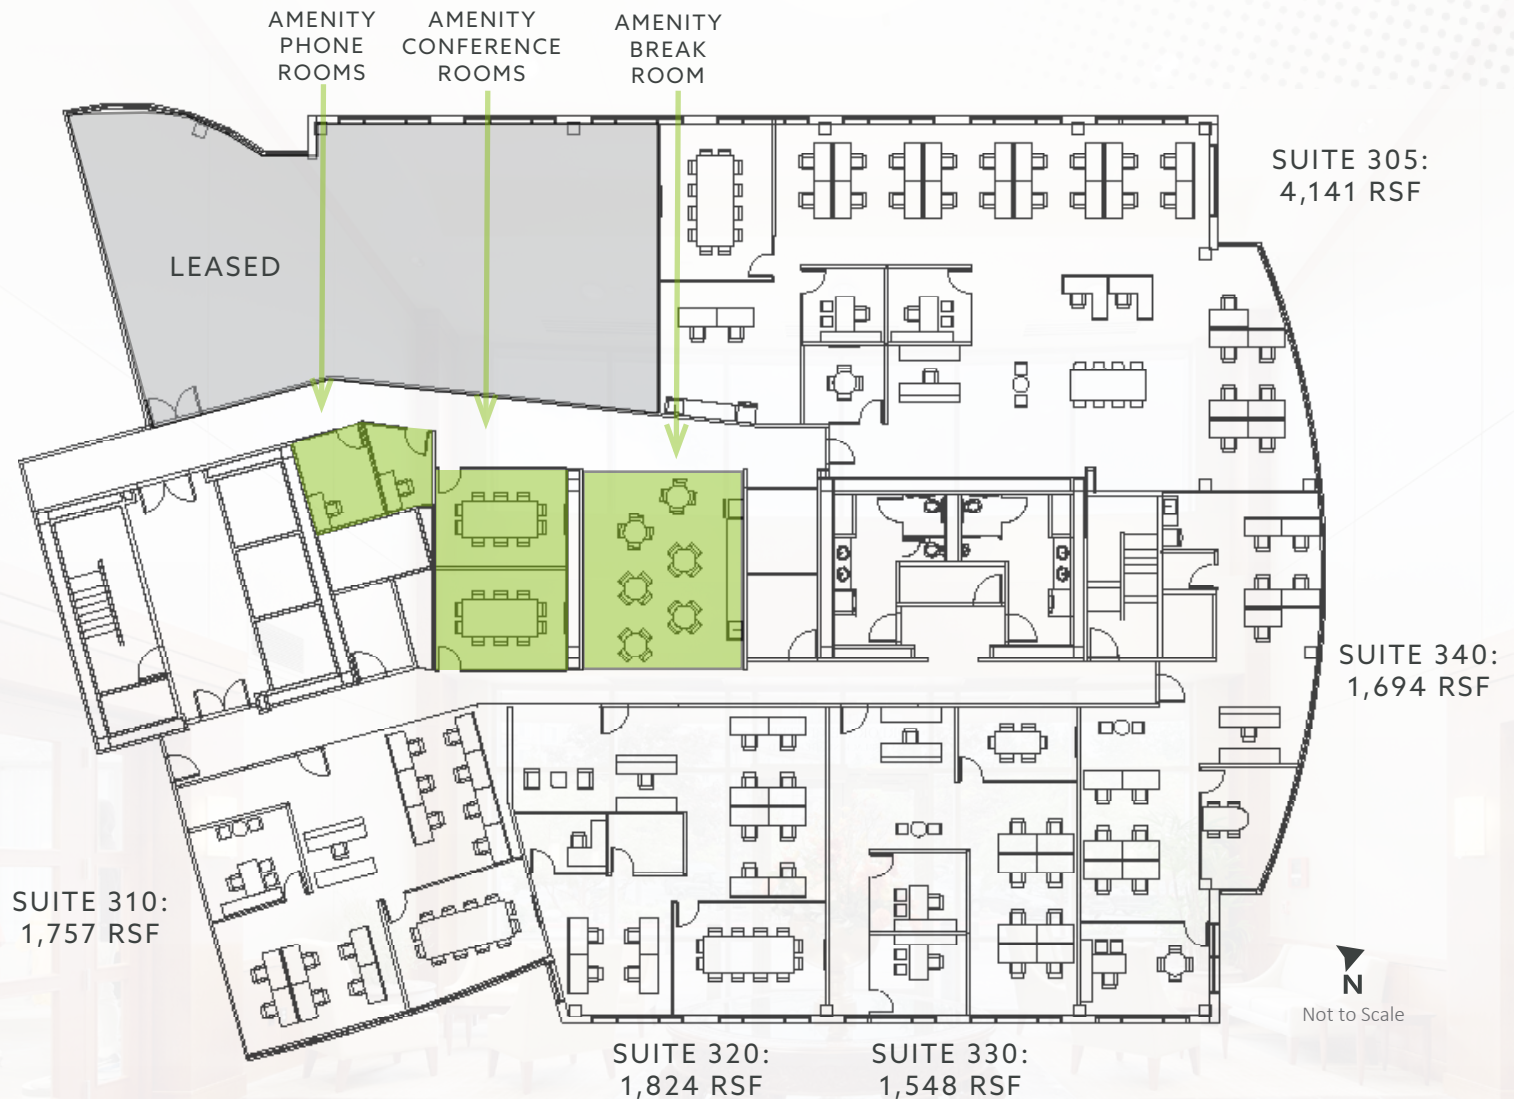 AMENITY
PHONE
ROOMS
AMENITY
CONFERENCE
ROOMS
AMENITY
BREAK
ROOM
SUITE 305:
4,141 RSF
LEASED
SUITE 340:
1,694 RSF
SUITE 310:
1,757 RSF
N
Not to Scale
SUITE 320:
1,824 RSF
SUITE 330:
1,548 RSF